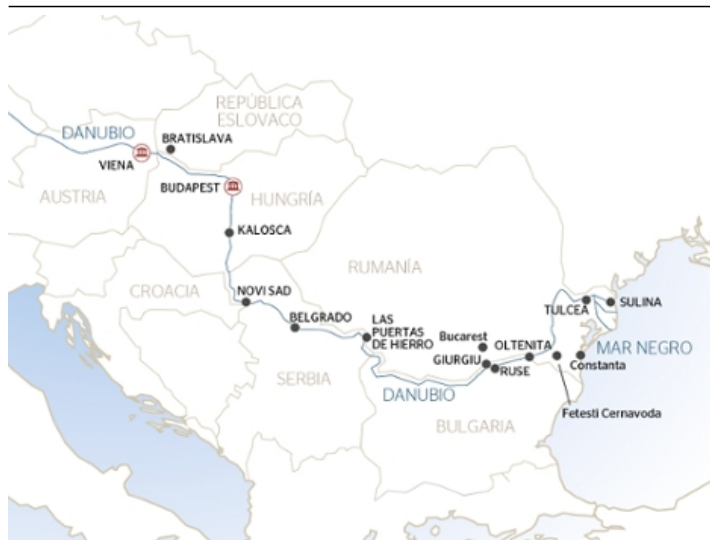 REPÚBLICA
ESLOVACO
DANUBIO
BRATISLAVA
VIENA
AUSTRIA
BUDAPEST
HUNGRÍA
KALOSCA
RUMANÍA
CROACIA
NOVI SAD
BELGRADO
LAS
PUERTAS
DE HIERRO
TULCEA
SULINA
Bucarest
OLTENITA
MAR NEGRO
GIURGIU
RUSE
Constanta
SERBIA
DANUBIO
BULGARIA
Fetesti Cernavoda